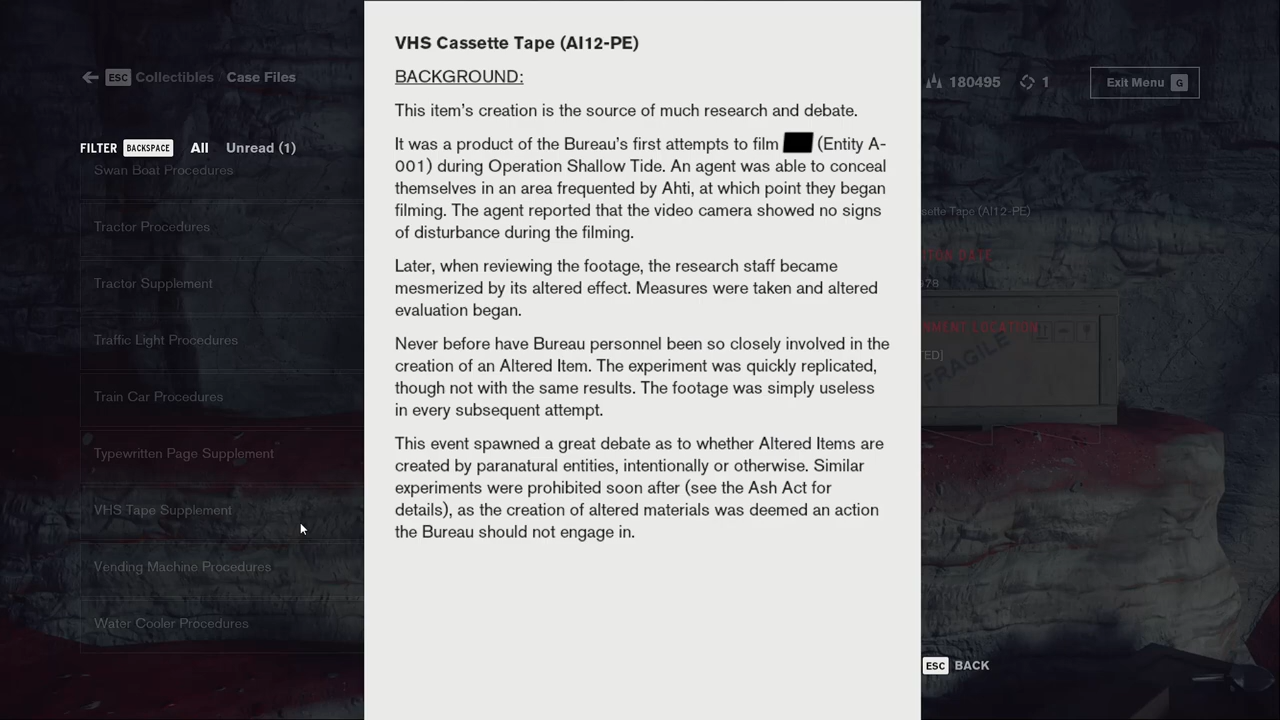 VHS Cassette Tape (AI12-PE)
BACKGROUND:
This item's creation is the source of much research and debate.
It was a product of the Bureau's first attempts to film (Entity A-
001) during Operation Shallow Tide. An agent was able to conceal
themselves in an area frequented by Ahti, at which point they began
filming. The agent reported that the video camera showed no signs
of disturbance during the filming.
Later, when reviewing the footage, the research staff became
mesmerized by its altered effect. Measures were taken and altered
evaluation began.
Never before have Bureau personnel been so closely involved in the
creation of an Altered Item. The experiment was quickly replicated,
though not with the same results. The footage was simply useless
in every subsequent attempt.
This event spawned a great debate as to whether Altered Items are
created by paranatural entities, intentionally or otherwise. Similar
experiments were prohibited soon after (see the Ash Act for
details), as the creation of altered materials was deemed an action
the Bureau should not engage in.
ESC Collectibles Case Files
FILTER BACKSPACE All Unread (1)
Swan Boat Procedures
Tractor Procedures
Tractor Supplement
Traffic Light Procedures
Train Car Procedures
Typewritten Page Supplement
VHS Tape Supplement
Vending Machine Procedures
Water Cooler Procedures
180495 1 Exit Menu G
sette Tape (AI12-PE)
ION DATE
NMENT LOCATION
TED]
FRAGILE
ESC BACK